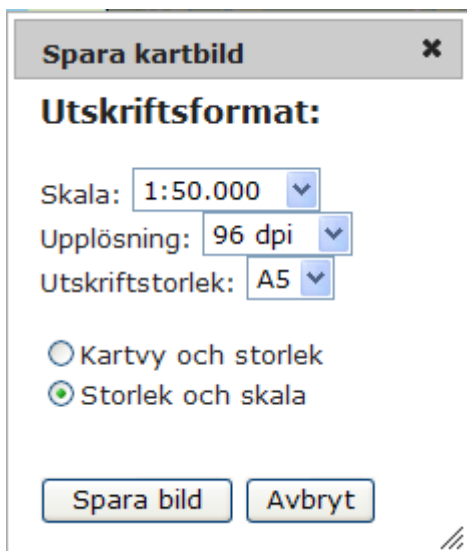 Spara kartbild
Utskriftsformat:
Skala: 1:50.000
Upplösning: 96 dpi
Utskriftstorlek: A5
Kartvy och storlek
Storlek och skala
Spara bild Avbryt